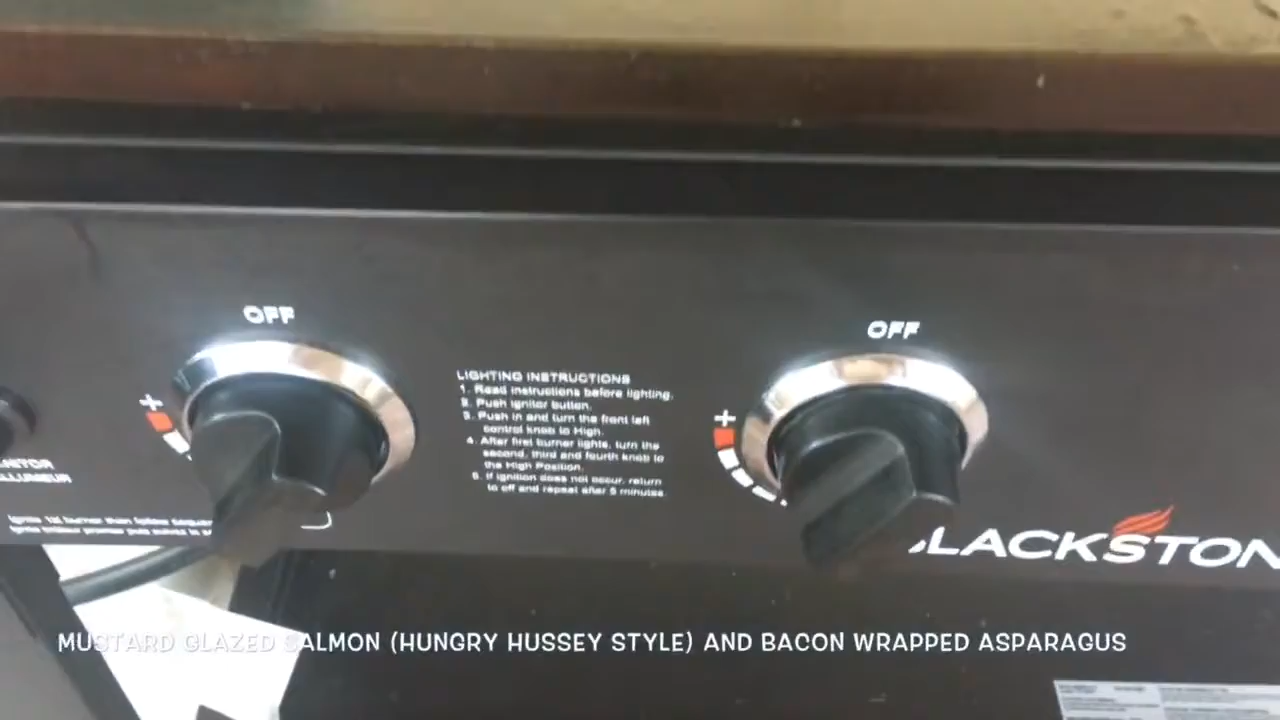 OFF
OFF
+
+
LIGHTING INSTRUCTIONS
1. Read instructions before lighting.
2. Push ignitor button.
3. Push in and turn the front left
control knob to High.
4. After first burner lights, turn the
second, third and fourth knob to
the High Position.
5. If ignition does not occur, return
to off and repeat after 5 minutes.
NITOR
LLUMEUR
LACKSTON
MUSTARD GLAZED SALMON (HUNGRY HUSSEY STYLE) AND BACON WRAPPED ASPARAGUS